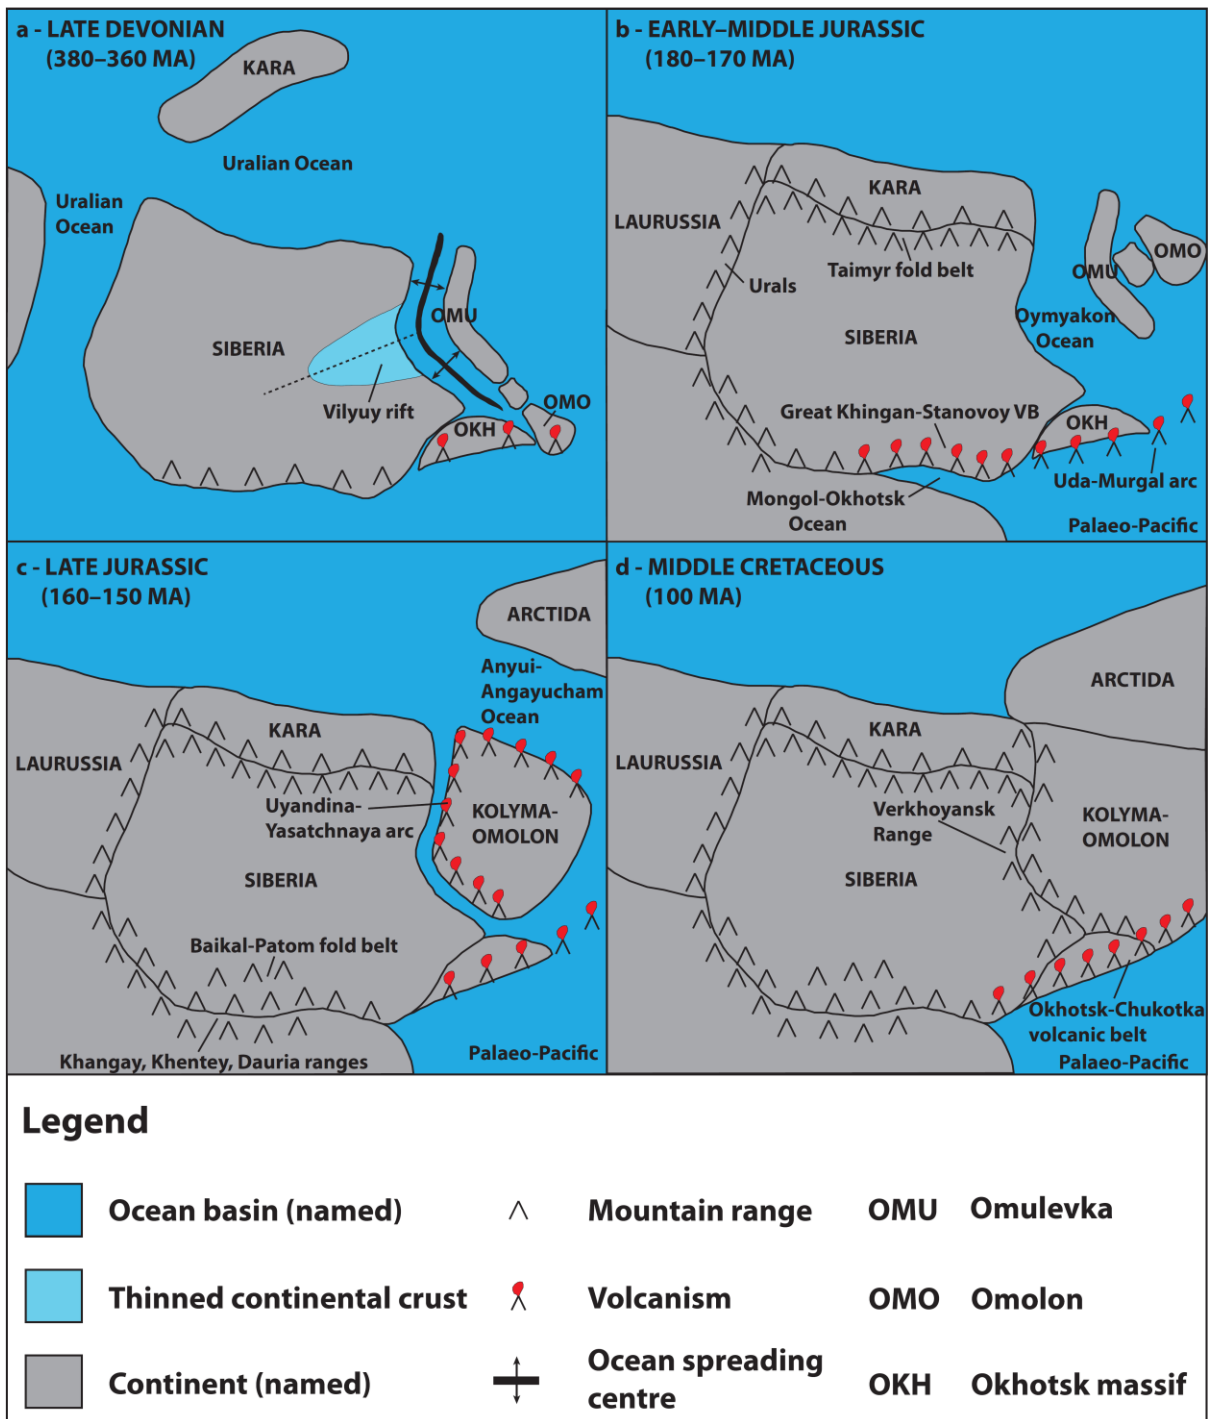 a - LATE DEVONIAN
(380–360 MA)
KARA
Uralian Ocean
Uralian
Ocean
SIBERIA
OMU
Vilyuy rift
OMO
OKH
b - EARLY–MIDDLE JURASSIC
(180–170 MA)
KARA
LAURUSSIA
Taimyr fold belt
Urals
OMO
OMU
Oymyakon
Ocean
SIBERIA
Great Khingan-Stanovoy VB
OKH
Uda-Murgal arc
Mongol-Okhotsk
Ocean
Palaeo-Pacific
c - LATE JURASSIC
(160–150 MA)
ARCTIDA
Anyui-
Angayucham
Ocean
KARA
LAURUSSIA
Uyandina-
Yasatchnaya arc
KOLYMA-
OMOLON
SIBERIA
Baikal-Patom fold belt
Khangay, Khentey, Dauria ranges
Palaeo-Pacific
d - MIDDLE CRETACEOUS
(100 MA)
ARCTIDA
KARA
LAURUSSIA
Verkhoyansk
Range
KOLYMA-
OMOLON
SIBERIA
Okhotsk-Chukotka
volcanic belt
Palaeo-Pacific
Legend
Ocean basin (named)
Mountain range
OMU Omulevka
Thinned continental crust
Volcanism
OMO Omolon
Continent (named)
Ocean spreading
centre
OKH Okhotsk massif